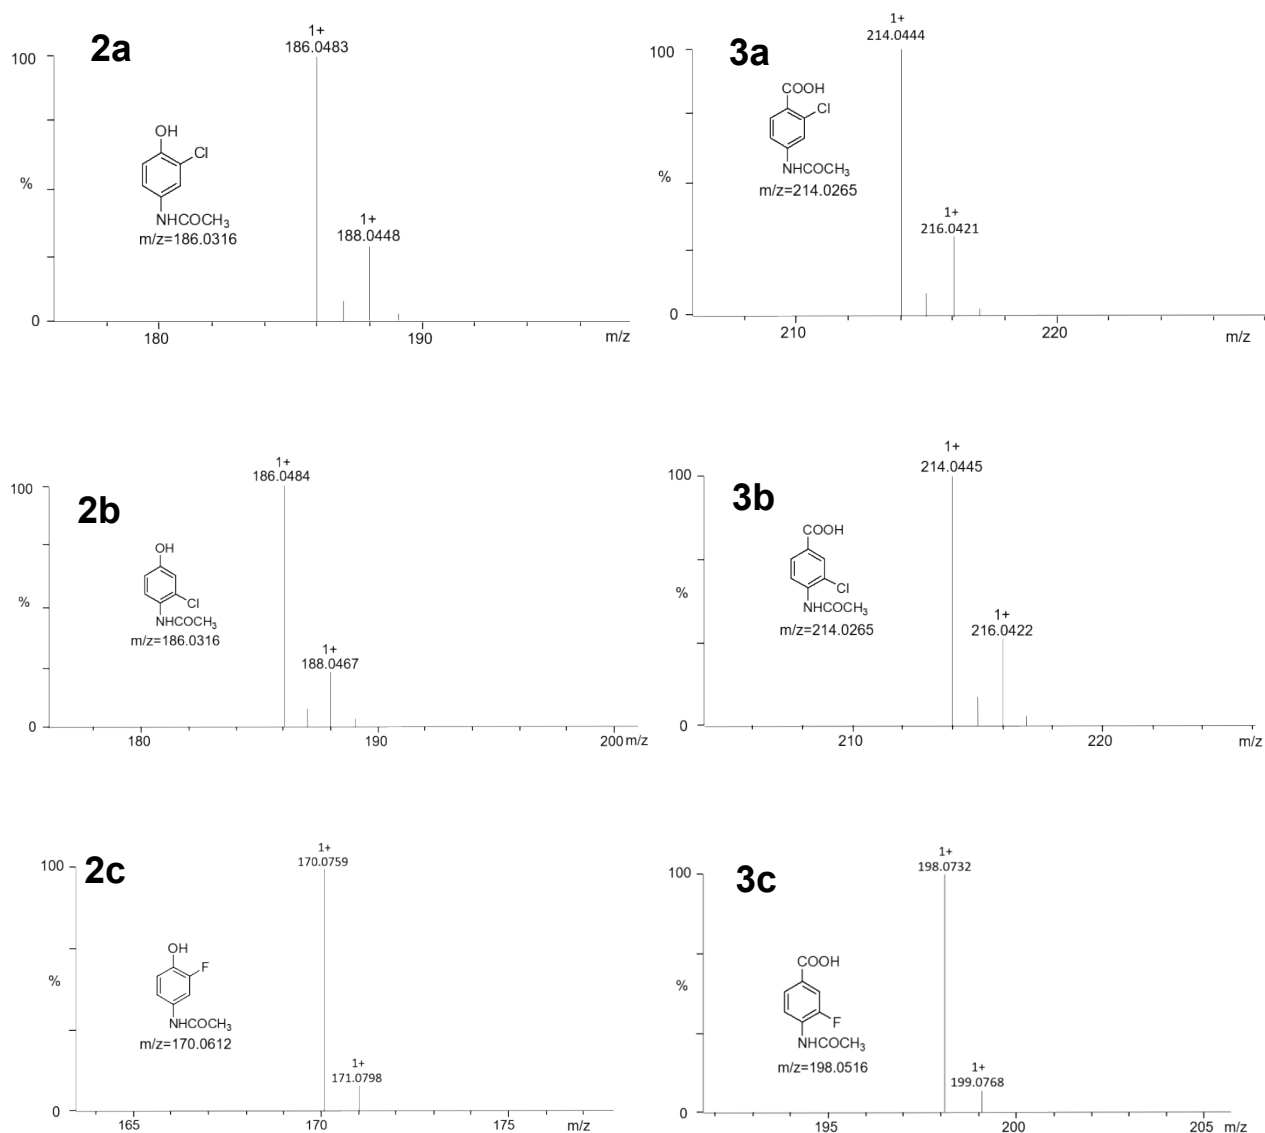 2a
1+
186.0483
100
OH
Cl
%
1+
188.0448
NHCOCH3
m/z=186.0316
0
180
190
m/z
3a
1+
214.0444
100
COOH
Cl
%
NHCOCH3
m/z=214.0265
1+
216.0421
0
210
220
m/z
2b
1+
186.0484
100
OH
%
Cl
NHCOCH3
m/z=186.0316
1+
188.0467
0
180
190
200 m/z
3b
1+
214.0445
100
COOH
%
Cl
NHCOCH3
m/z=214.0265
1+
216.0422
0
210
220
m/z
2c
1+
170.0759
100
OH
F
%
NHCOCH3
m/z=170.0612
1+
171.0798
0
165
170
175
m/z
3c
1+
198.0732
100
COOH
%
F
NHCOCH3
m/z=198.0516
1+
199.0768
0
195
200
205
m/z